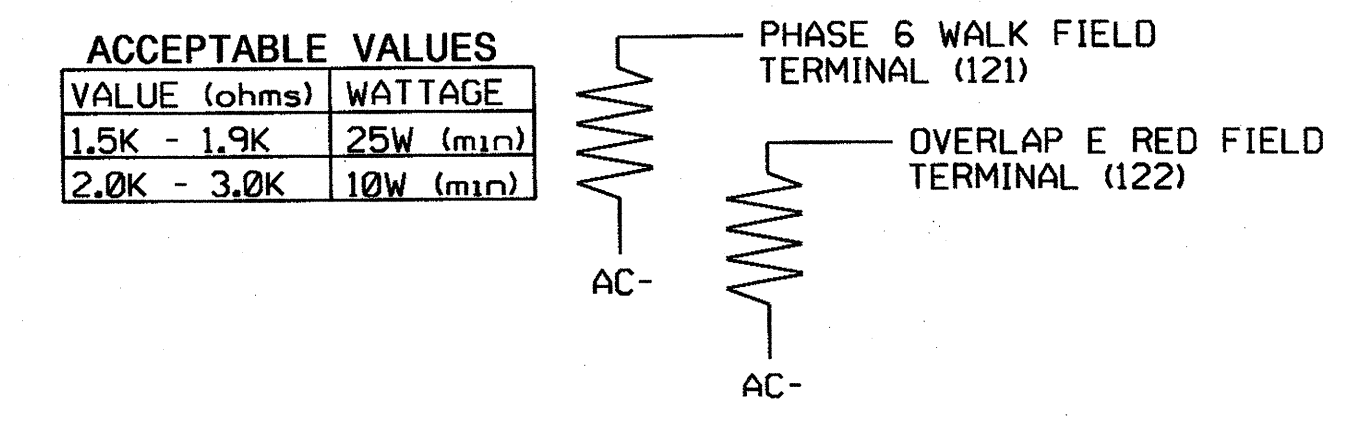 ACCEPTABLE VALUES
VALUE (ohms) WATTAGE
1.5K - 1.9K 25W (min)
2.0K - 3.0K 10W (min)
PHASE 6 WALK FIELD
TERMINAL (121)
AC-
OVERLAP E RED FIELD
TERMINAL (122)
AC-